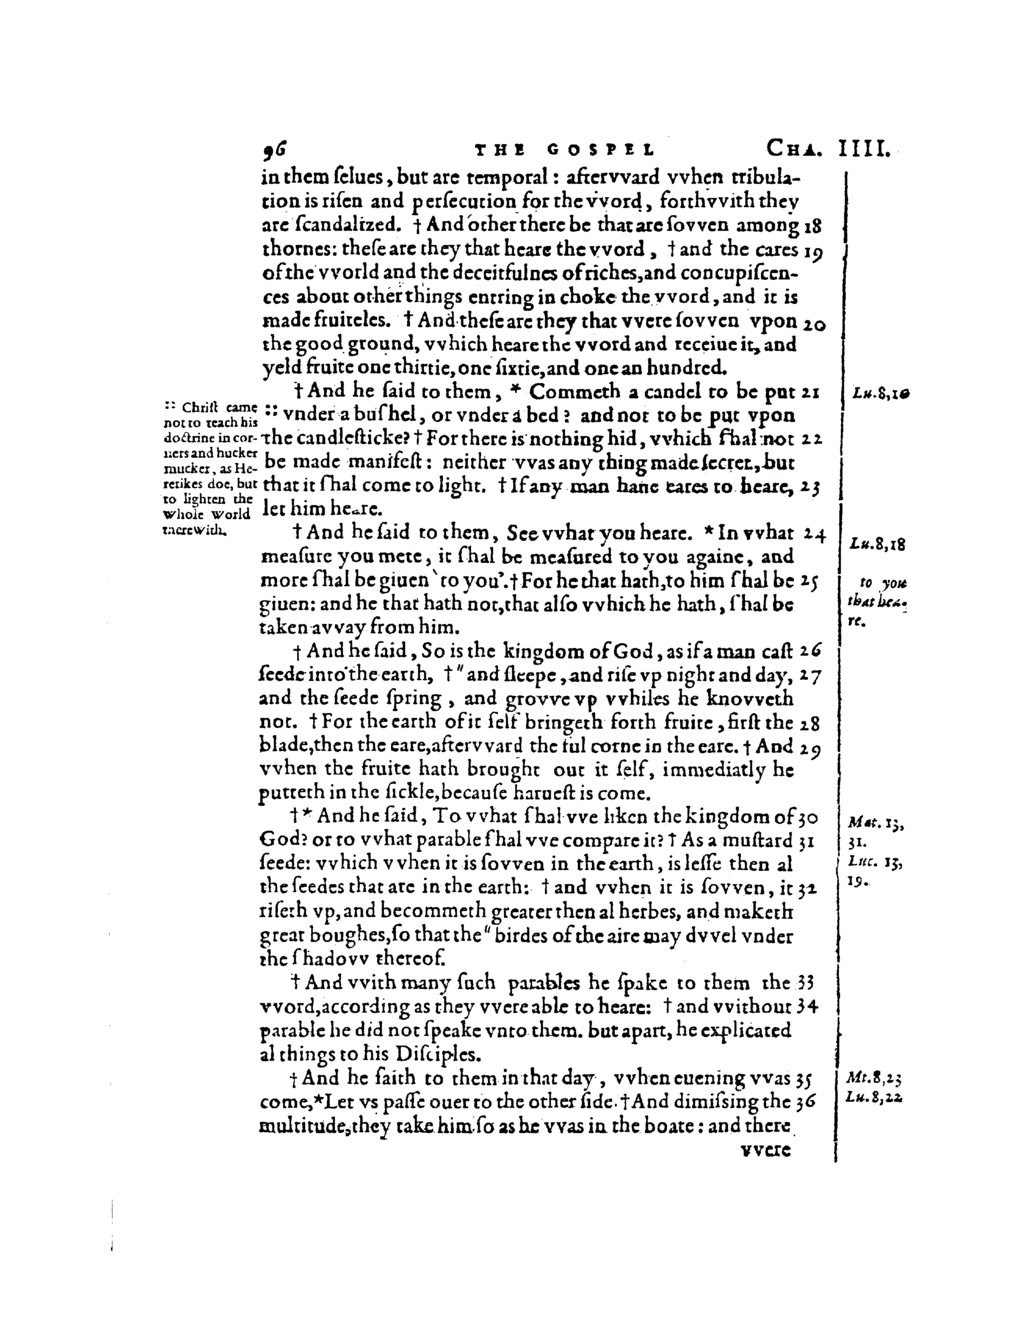 96 THE GOSPEL CHA. IIII.
in them ſelues, but are temporal: aftervvard vvhen tribula-
tion is riſen and perſecution for the vvord, forthvvith they
are ſcandalized. † And other there be that are ſovven among 18
thornes: theſe are they that heare the vvord, † and the cares 19
of the vvorld and the deceitfulnes of riches, and concupiſcen-
ces about other things entring in choke the vvord, and it is
made fruiteles. † And theſe are they that vvere ſovven vpon 20
the good ground, vvhich heare the vvord and receiue it, and
yeld fruite one thirtie, one ſixtie, and one an hundred.
† And he ſaid to them, * Commeth a candel to be put 21
:: vnder a buſhel, or vnder a bed? and not to be put vpon
the candleſticke? † For there is nothing hid, vvhich ſhal not 22
be made manifeſt: neither vvas any thing made ſecret, but
that it ſhal come to light. † If any man haue eares to heare, 23
let him heare.
† And he ſaid to them, See vvhat you heare. * In vvhat 24
meaſure you mete, it ſhal be meaſured to you againe, and
more ſhal be giuen ‵to you’. † For he that hath, to him ſhal be 25
giuen: and he that hath not, that alſo vvhich he hath, ſhal be
taken avvay from him.
† And he ſaid, So is the kingdom of God, as if a man caſt 26
ſeede into the earth, † " and ſleepe, and riſe vp night and day, 27
and the ſeede ſpring, and grovve vp vvhiles he knovveth
not. † For the earth of it ſelf bringeth forth fruite, firſt the 28
blade, then the eare, aftervvard the ful corne in the eare. † And 29
vvhen the fruite hath brought out it ſelf, immediatly he
putteth in the ſickle, becauſe harueſt is come.
† * And he ſaid, To vvhat ſhal vve liken the kingdom of 30
God? or to vvhat parable ſhal vve compare it? † As a muſtard 31
ſeede: vvhich vvhen it is ſovven in the earth, is leſſe then al
the ſeedes that are in the earth: † and vvhen it is ſovven, it 32
riſeth vp, and becommeth greater then al herbes, and maketh
great boughes, ſo that the " birdes of the aire may dvvel vnder
the ſhadovv thereof.
† And vvith many ſuch parables he ſpake to them the 33
vvord, according as they vvere able to heare: † and vvithout 34
parable he did not ſpeake vnto them. but apart, he explicated
al things to his Diſciples.
† And he ſaith to them in that day, vvhen euening vvas 35
come, * Let vs paſſe ouer to the other ſide. † And dimiſsing the 36
multitude, they take him ſo as he vvas in the boate: and there
vvere
:: Chriſt came
not to teach his
doctrine in cor-
ners and hucker
mucker, as He-
retikes doe, but
to lighten the
whole world
therewith.
Lu. 8,16
Lu. 8,18
to you
that hea-
re.
Mat. 13,
31.
Luc. 13,
19.
Mt. 8,23
Lu. 8,22